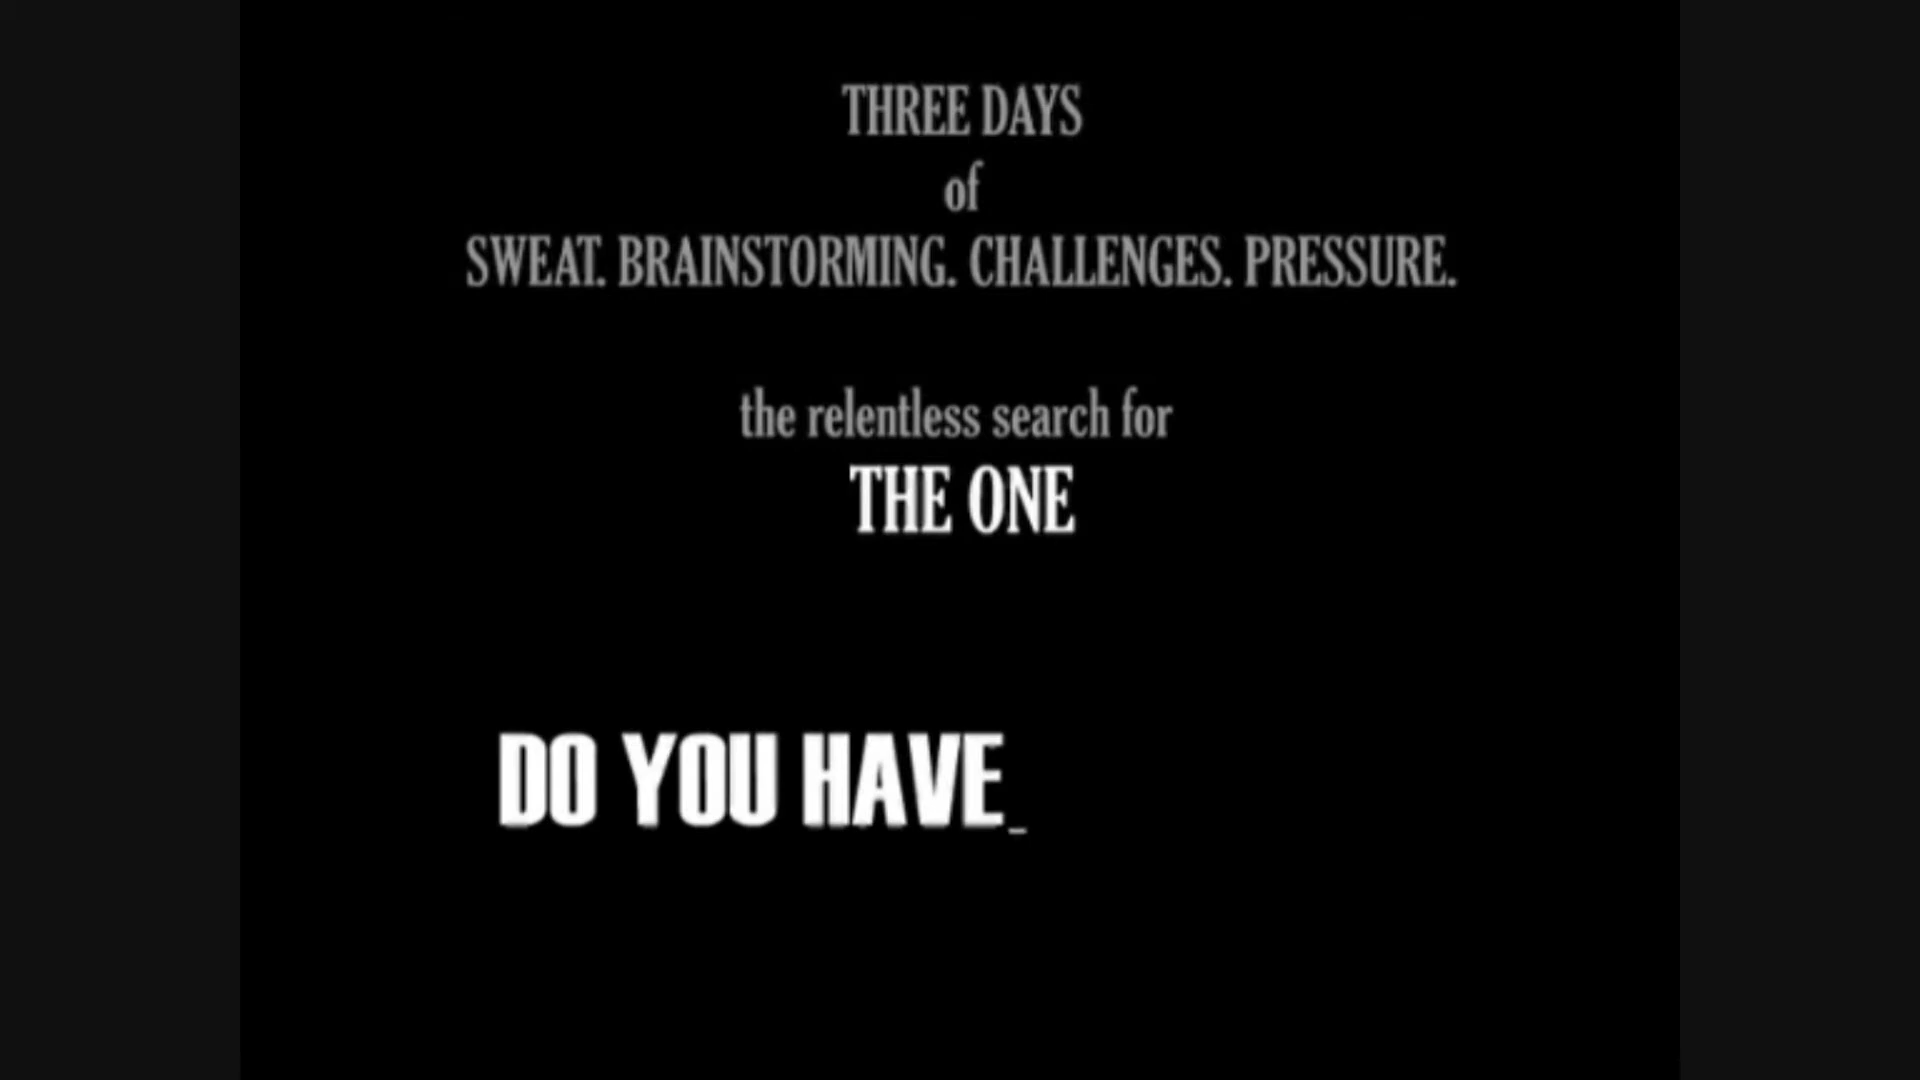 THREE DAYS
of
SWEAT. BRAINSTORMING. CHALLENGES. PRESSURE.
the relentless search for
THE ONE
DO YOU HAVE_